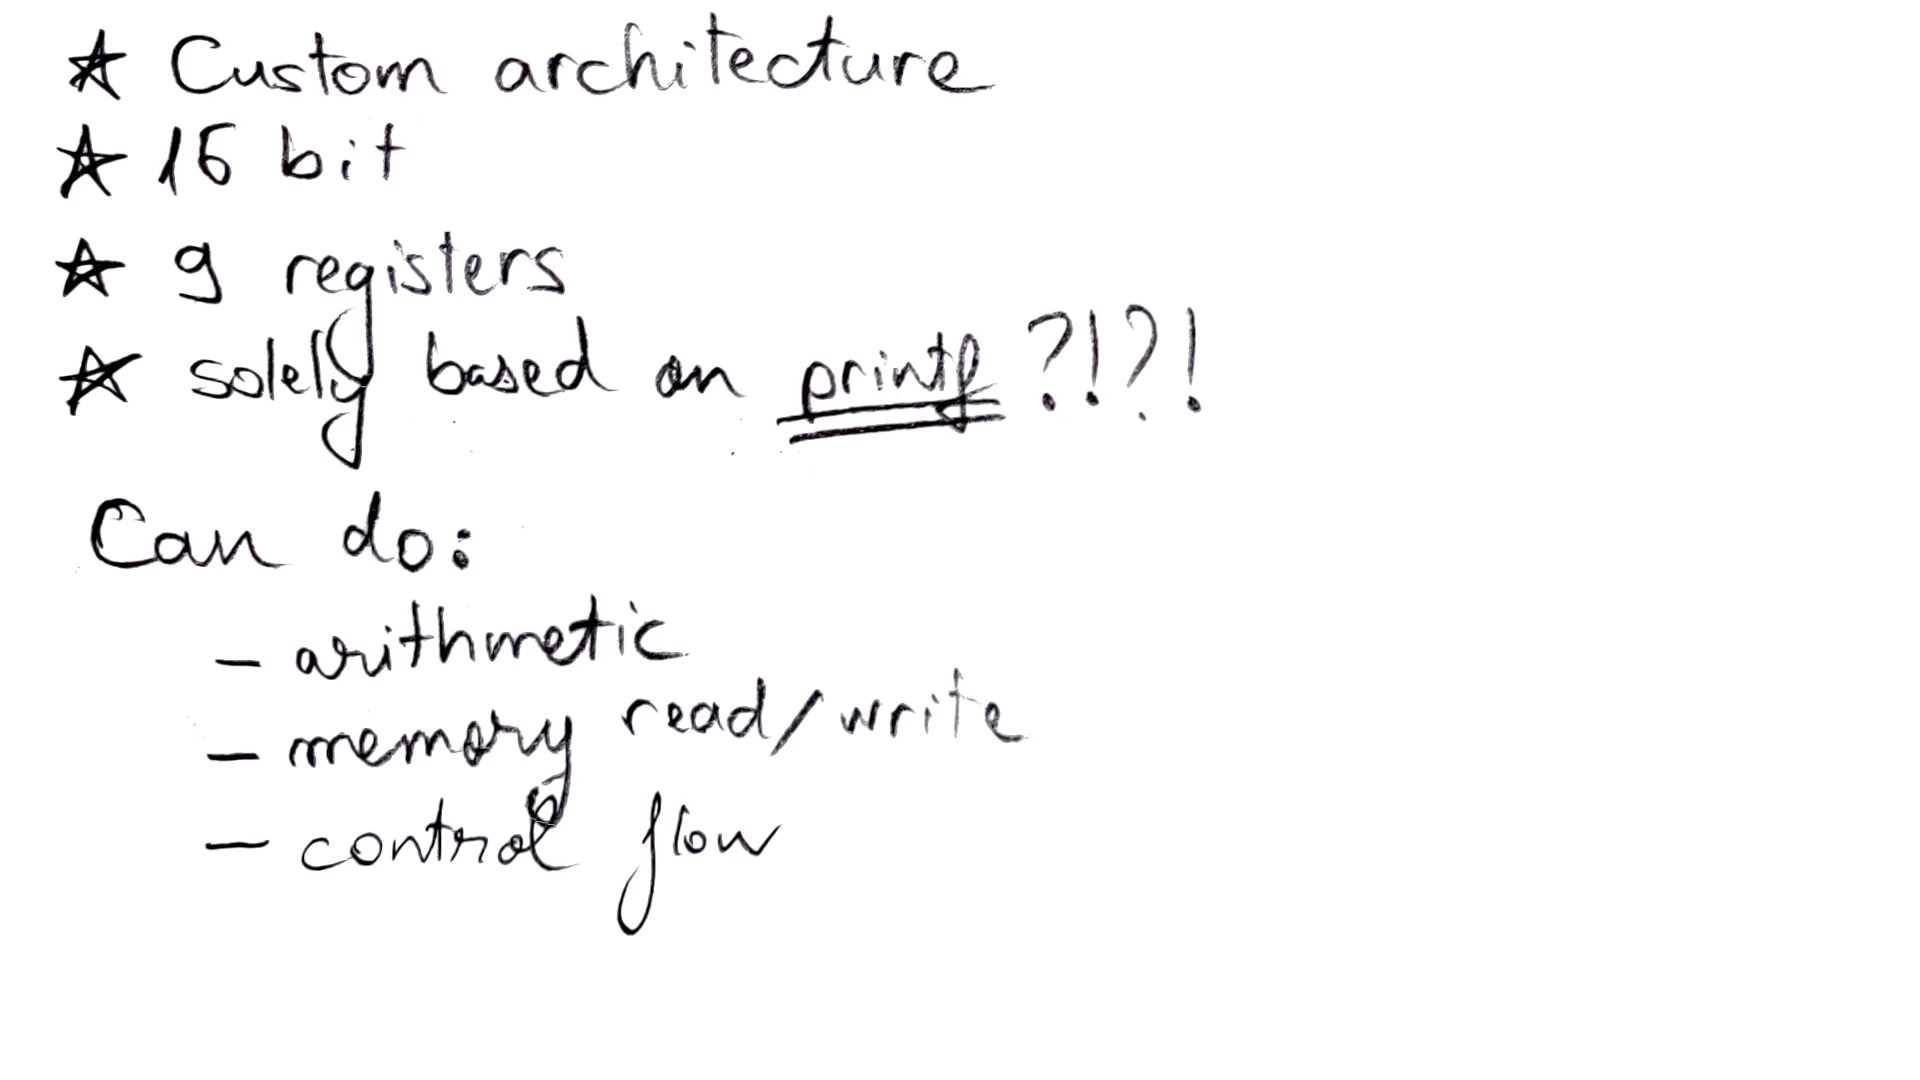 ☆ Custom architecture
☆ 16 bit
☆ 9 registers
☆ solely based on printf ?!?!
Can do:
- arithmetic
- memory read/write
- control flow